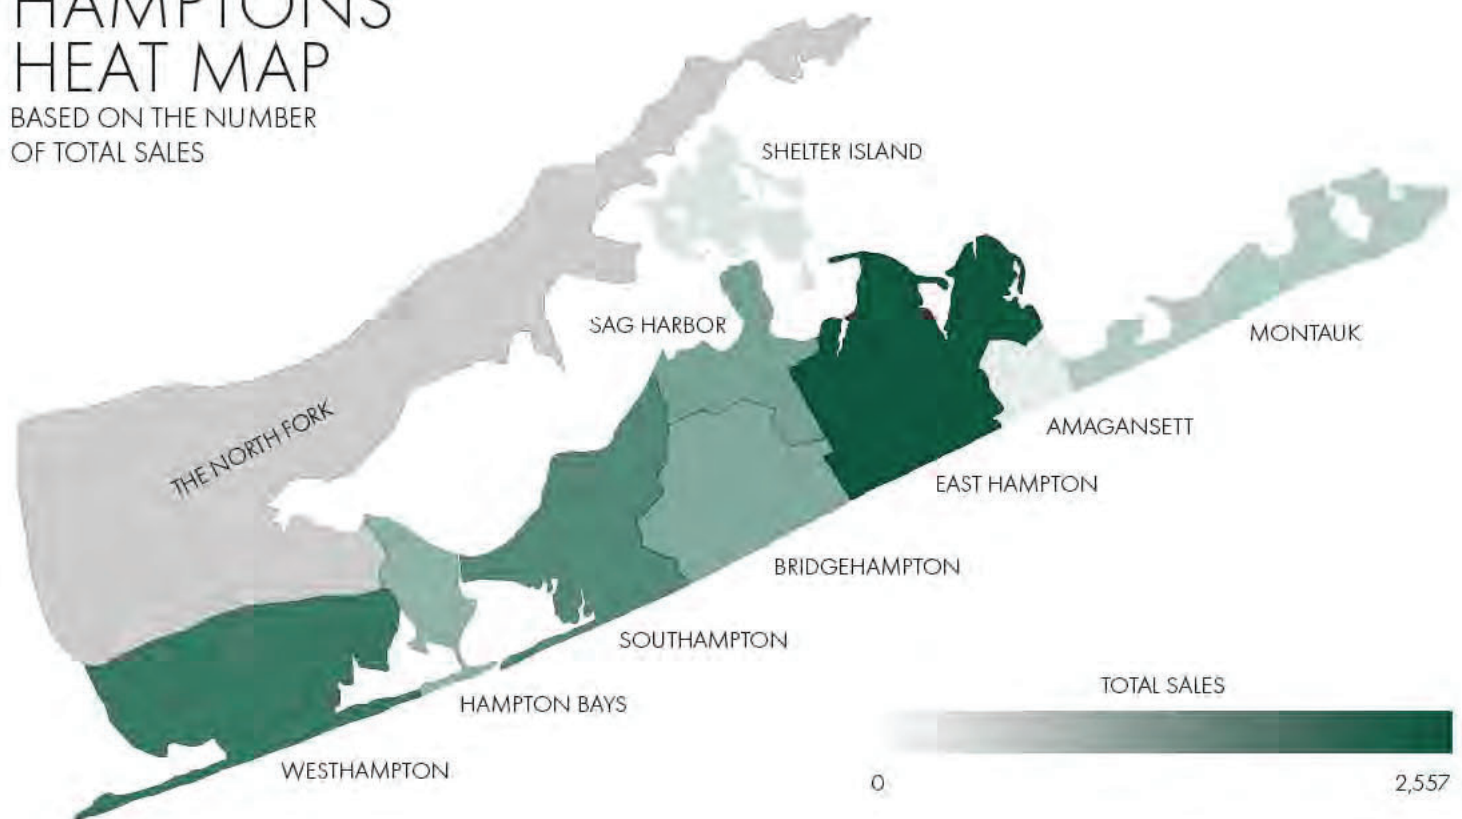 HAMPTONS
HEAT MAP
BASED ON THE NUMBER
OF TOTAL SALES
SHELTER ISLAND
SAG HARBOR
MONTAUK
THE NORTH FORK
AMAGANSETT
EAST HAMPTON
BRIDGEHAMPTON
SOUTHAMPTON
HAMPTON BAYS
WESTHAMPTON
TOTAL SALES
0
2,557